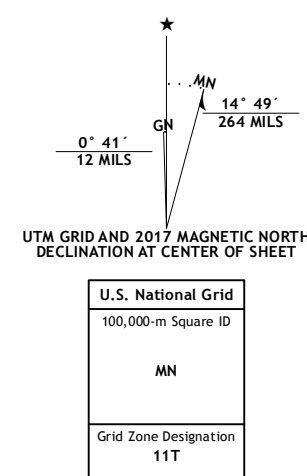 ★
MN
GN
14° 49´
264 MILS
0° 41´
12 MILS
UTM GRID AND 2017 MAGNETIC NORTH
DECLINATION AT CENTER OF SHEET
U.S. National Grid
100,000-m Square ID
MN
Grid Zone Designation
11T